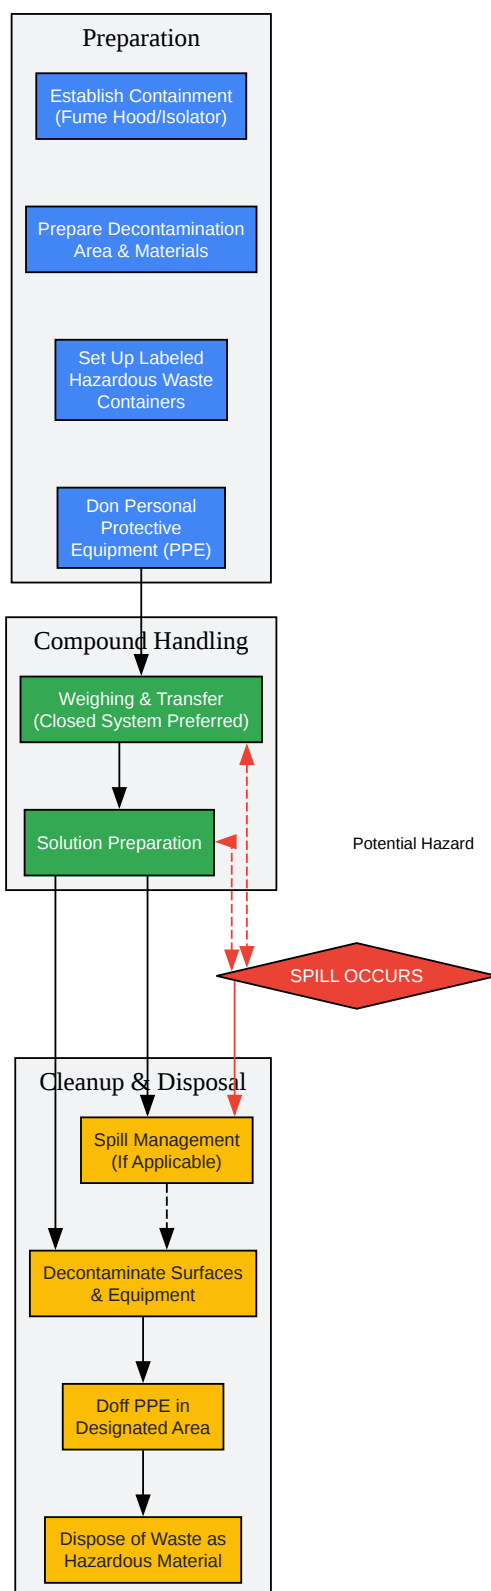 Preparation
Establish Containment
(Fume Hood/Isolator)
Prepare Decontamination
Area & Materials
Set Up Labeled
Hazardous Waste
Containers
Don Personal
Protective
Equipment (PPE)
Compound Handling
Weighing & Transfer
(Closed System Preferred)
Solution Preparation
Potential Hazard
SPILL OCCURS
Cleanup & Disposal
Spill Management
(If Applicable)
Decontaminate Surfaces
& Equipment
Doff PPE in
Designated Area
Dispose of Waste as
Hazardous Material